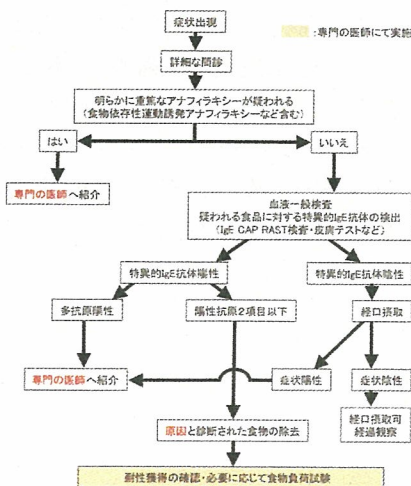 症状出現
:専門の医師にて実施
詳細な問診
明らかに重篤なアナフィラキシーが疑われる
(食物依存性運動誘発アナフィラキシーなど含む)
はい
いいえ
専門の医師へ紹介
血液一般検査
疑われる食品に対する特異的IgE抗体の検出
(IgE CAP RAST検査・皮膚テストなど)
特異的IgE抗体陽性
特異的IgE抗体陰性
多抗原陽性
陽性抗原2項目以下
経口摂取
専門の医師へ紹介
症状陽性
症状陰性
原因と診断された食物の除去
経口摂取可
経過観察
耐性獲得の確認・必要に応じて食物負荷試験